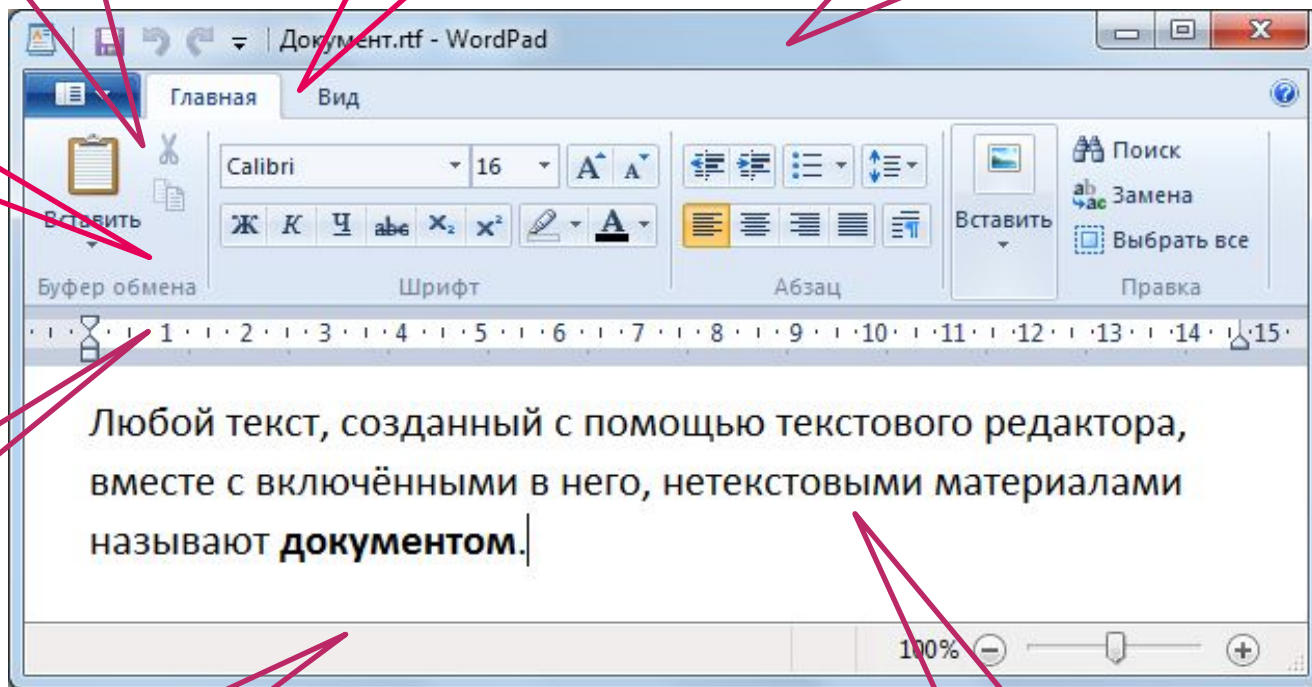 Документ.rtf - WordPad
Главная Вид
Вставить
Calibri 16 A A
Ж К Ч abc X₂ X² A
Вставить
Поиск
Замена
Выбрать все
Буфер обмена Шрифт Абзац Правка
1 2 3 4 5 6 7 8 9 10 11 12 13 14 15
Любой текст, созданный с помощью текстового редактора,
вместе с включёнными в него, нетекстовыми материалами
называют документом.
100%